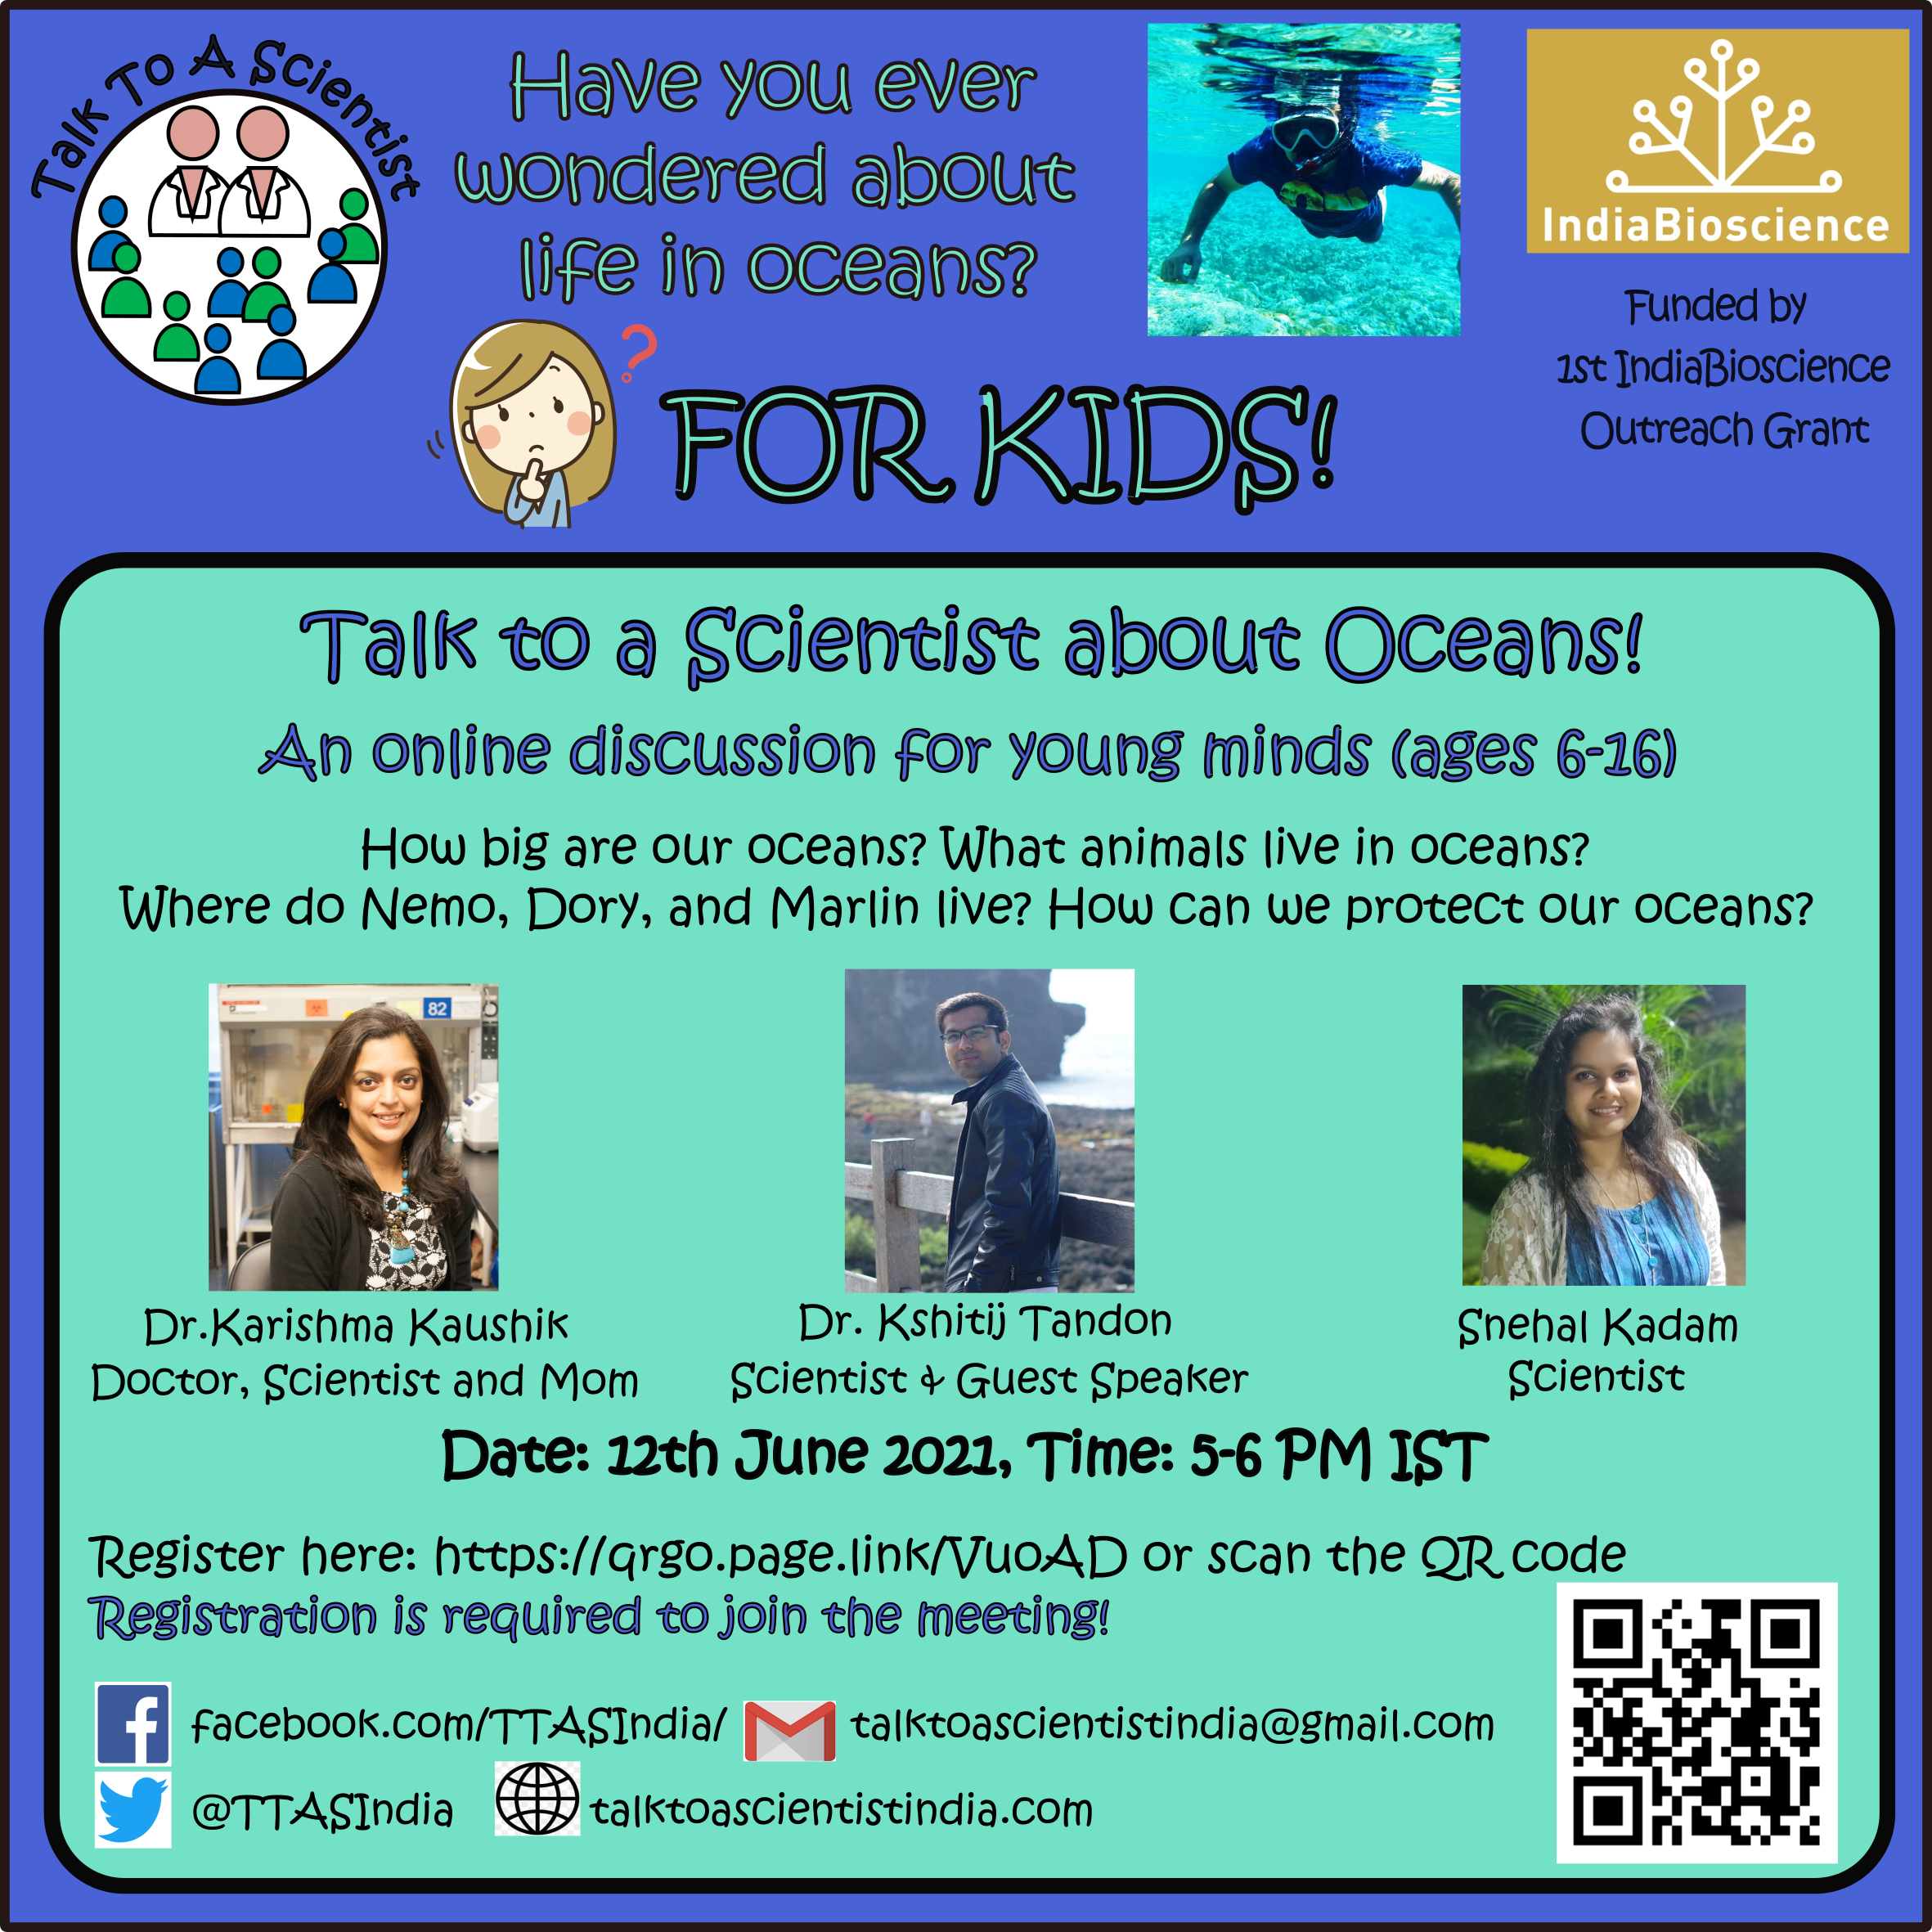 Talk To A Scientist
Have you ever
wondered about
life in oceans?
?
FOR KIDS!
IndiaBioscience
Funded by
1st IndiaBioscience
Outreach Grant
Talk to a Scientist about Oceans!
An online discussion for young minds (ages 6-16)
How big are our oceans? What animals live in oceans?
Where do Nemo, Dory, and Marlin live? How can we protect our oceans?
82
Dr.Karishma Kaushik
Doctor, Scientist and Mom
Dr. Kshitij Tandon
Scientist & Guest Speaker
Snehal Kadam
Scientist
Date: 12th June 2021, Time: 5-6 PM IST
Register here: https://qrgo.page.link/VuoAD or scan the QR code
Registration is required to join the meeting!
facebook.com/TTASIndia/
talktoascientistindia@gmail.com
@TTASIndia
talktoascientistindia.com